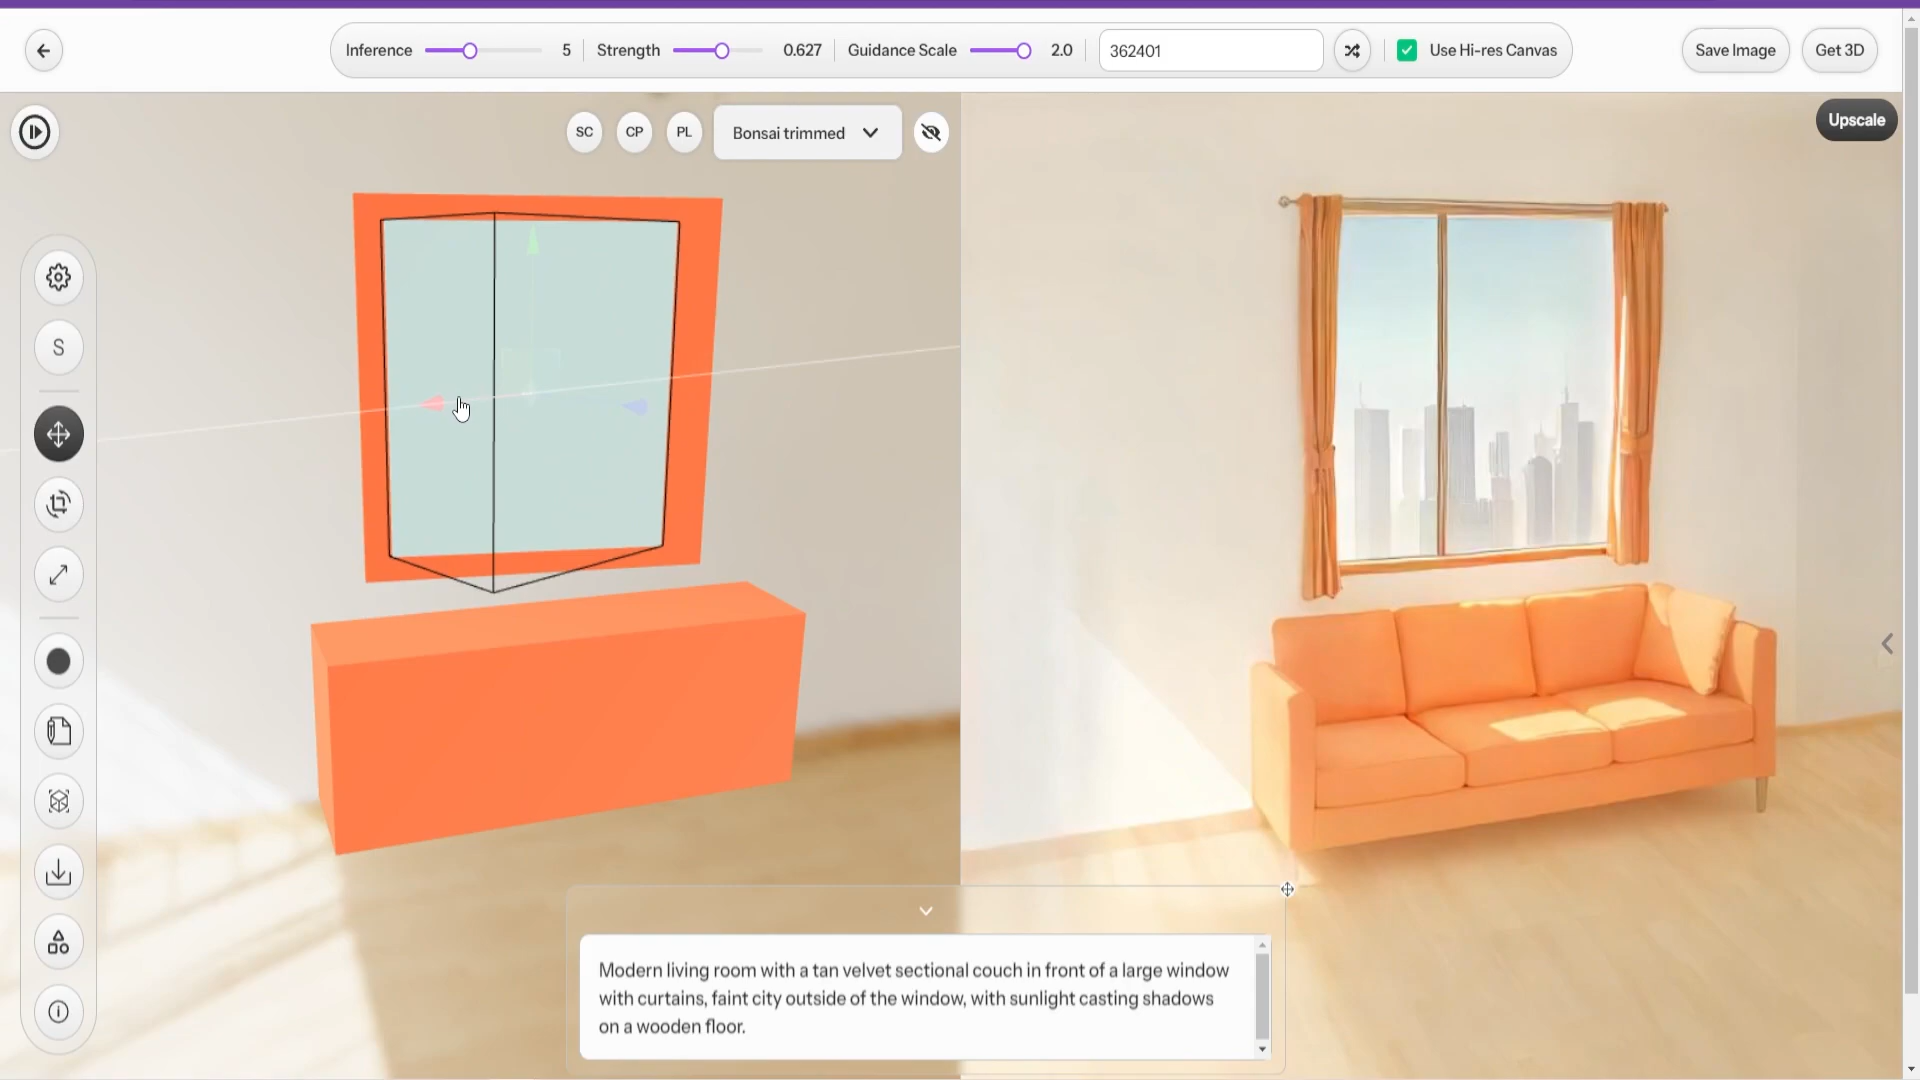 Inference 5 Strength 0.627 Guidance Scale 2.0 362401 Use Hi-res Canvas Save Image Get 3D
SC CP PL Bonsai trimmed
Upscale
S
Modern living room with a tan velvet sectional couch in front of a large window
with curtains, faint city outside of the window, with sunlight casting shadows
on a wooden floor.